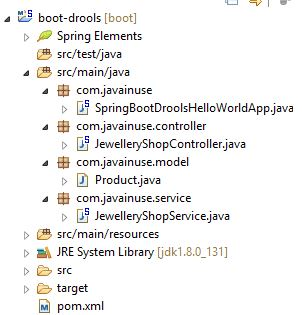 boot-drools [boot]
Spring Elements
src/test/java
src/main/java
com.javainuse
SpringBootDroolsHelloWorldApp.java
com.javainuse.controller
JewelleryShopController.java
com.javainuse.model
Product.java
com.javainuse.service
JewelleryShopService.java
src/main/resources
JRE System Library [jdk1.8.0_131]
src
target
pom.xml